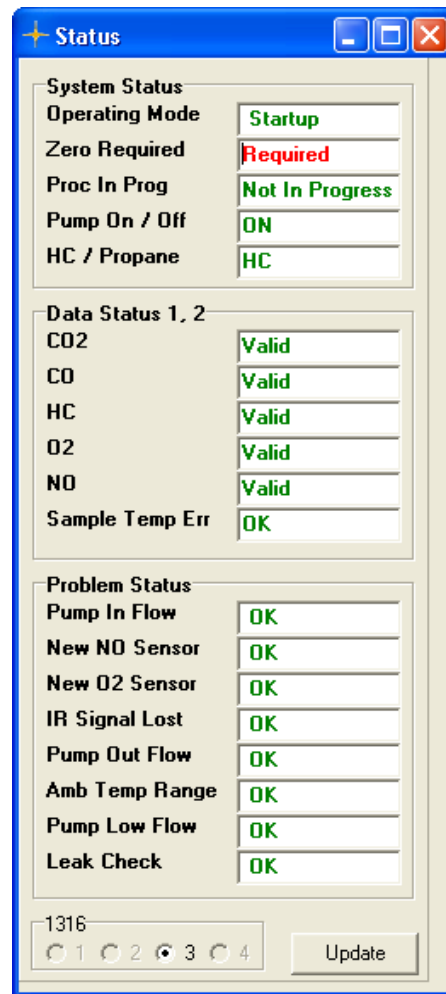 Status
System Status
Operating Mode Startup
Zero Required Required
Proc In Prog Not In Progress
Pump On / Off ON
HC / Propane HC
Data Status 1, 2
CO2 Valid
CO Valid
HC Valid
O2 Valid
NO Valid
Sample Temp Err OK
Problem Status
Pump In Flow OK
New NO Sensor OK
New O2 Sensor OK
IR Signal Lost OK
Pump Out Flow OK
Amb Temp Range OK
Pump Low Flow OK
Leak Check OK
1316
1 2 3 4 Update